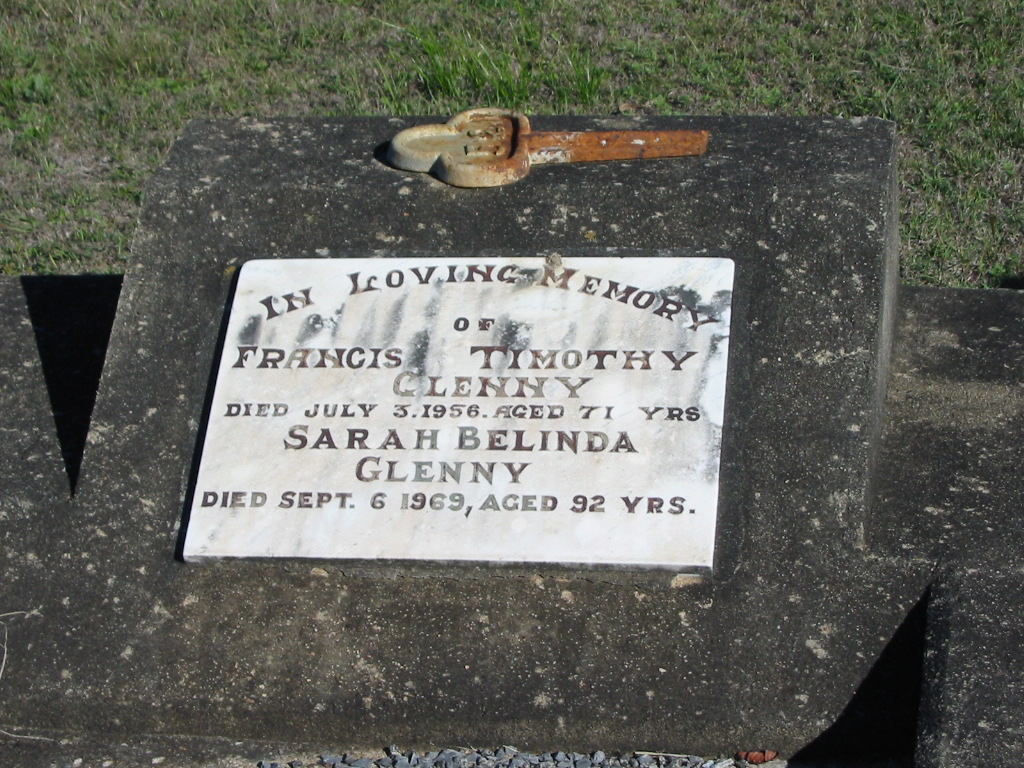 IN LOVING MEMORY
OF
FRANCIS TIMOTHY
GLENNY
DIED JULY 3.1956. AGED 71 YRS
SARAH BELINDA
GLENNY
DIED SEPT. 6 1969, AGED 92 YRS.